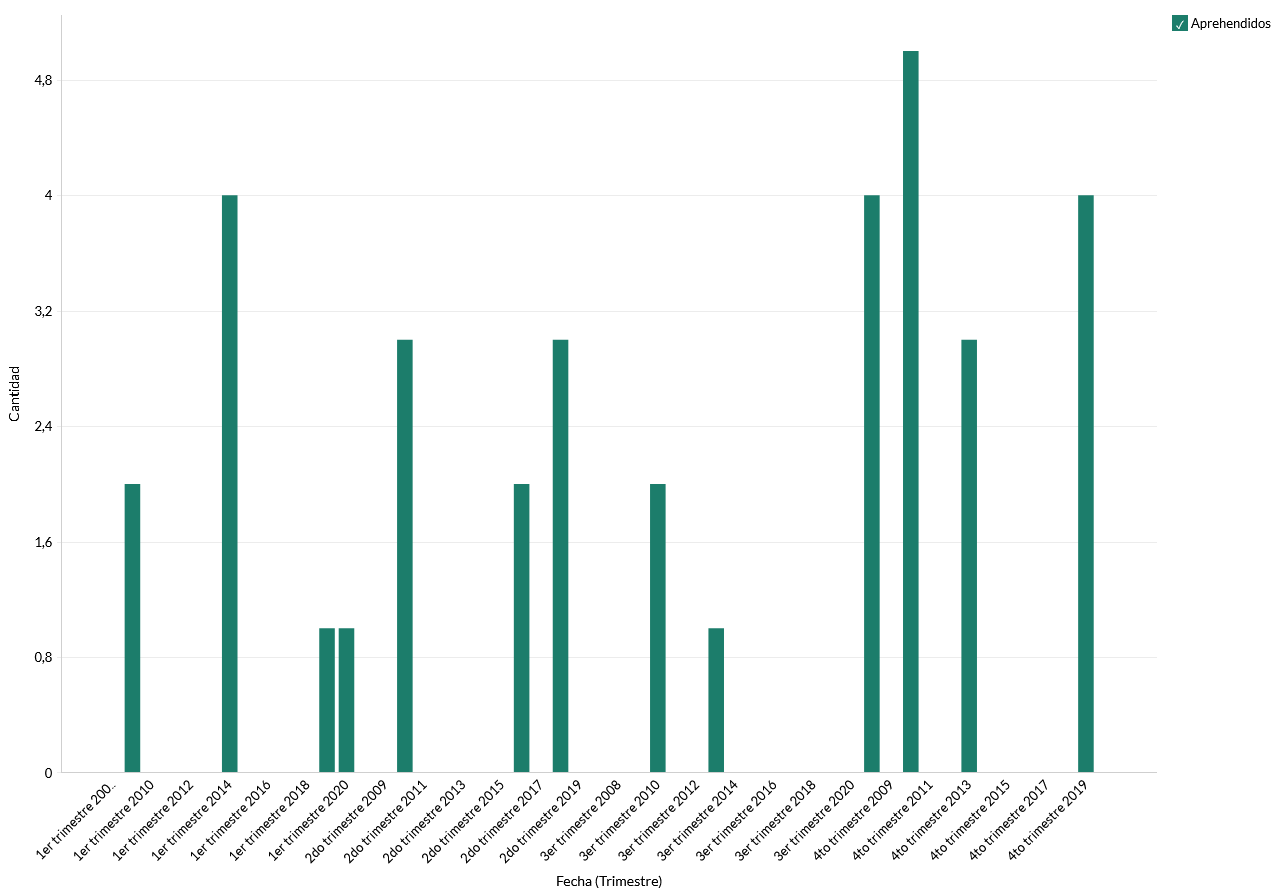 Aprehendidos
4,8
4
3,2
2,4
1,6
0,8
0
Cantidad
1er trimestre 200..
1er trimestre 2010
1er trimestre 2012
1er trimestre 2014
1er trimestre 2016
1er trimestre 2018
1er trimestre 2020
2do trimestre 2009
2do trimestre 2011
2do trimestre 2013
2do trimestre 2015
2do trimestre 2017
2do trimestre 2019
3er trimestre 2008
3er trimestre 2010
3er trimestre 2012
3er trimestre 2014
3er trimestre 2016
3er trimestre 2018
3er trimestre 2020
4to trimestre 2009
4to trimestre 2011
4to trimestre 2013
4to trimestre 2015
4to trimestre 2017
4to trimestre 2019
Fecha (Trimestre)